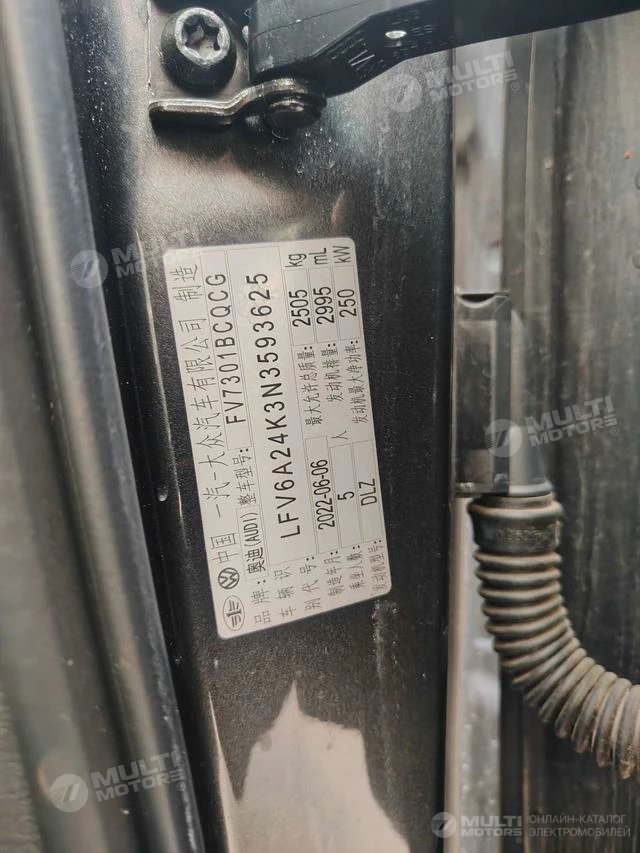 中国 一汽-大众汽车有限公司 制造
品牌: 奥迪(AUDI) 整车型号: FV7301BCQCG
车辆识别代号: LFV6A24K3N3593625
制造年月: 2022-06-06 最大允许总质量: 2505 kg
乘坐人数: 5 人 发动机排量: 2995 mL
发动机型号: DLZ 发动机最大净功率: 250 kW
MULTI
MOTORS
MULTI
MOTORS
MULTI
MOTORS
MULTI
MOTORS
MULTI
MOTORS
ОНЛАЙН-КАТАЛОГ
ЭЛЕКТРОМОБИЛЕЙ